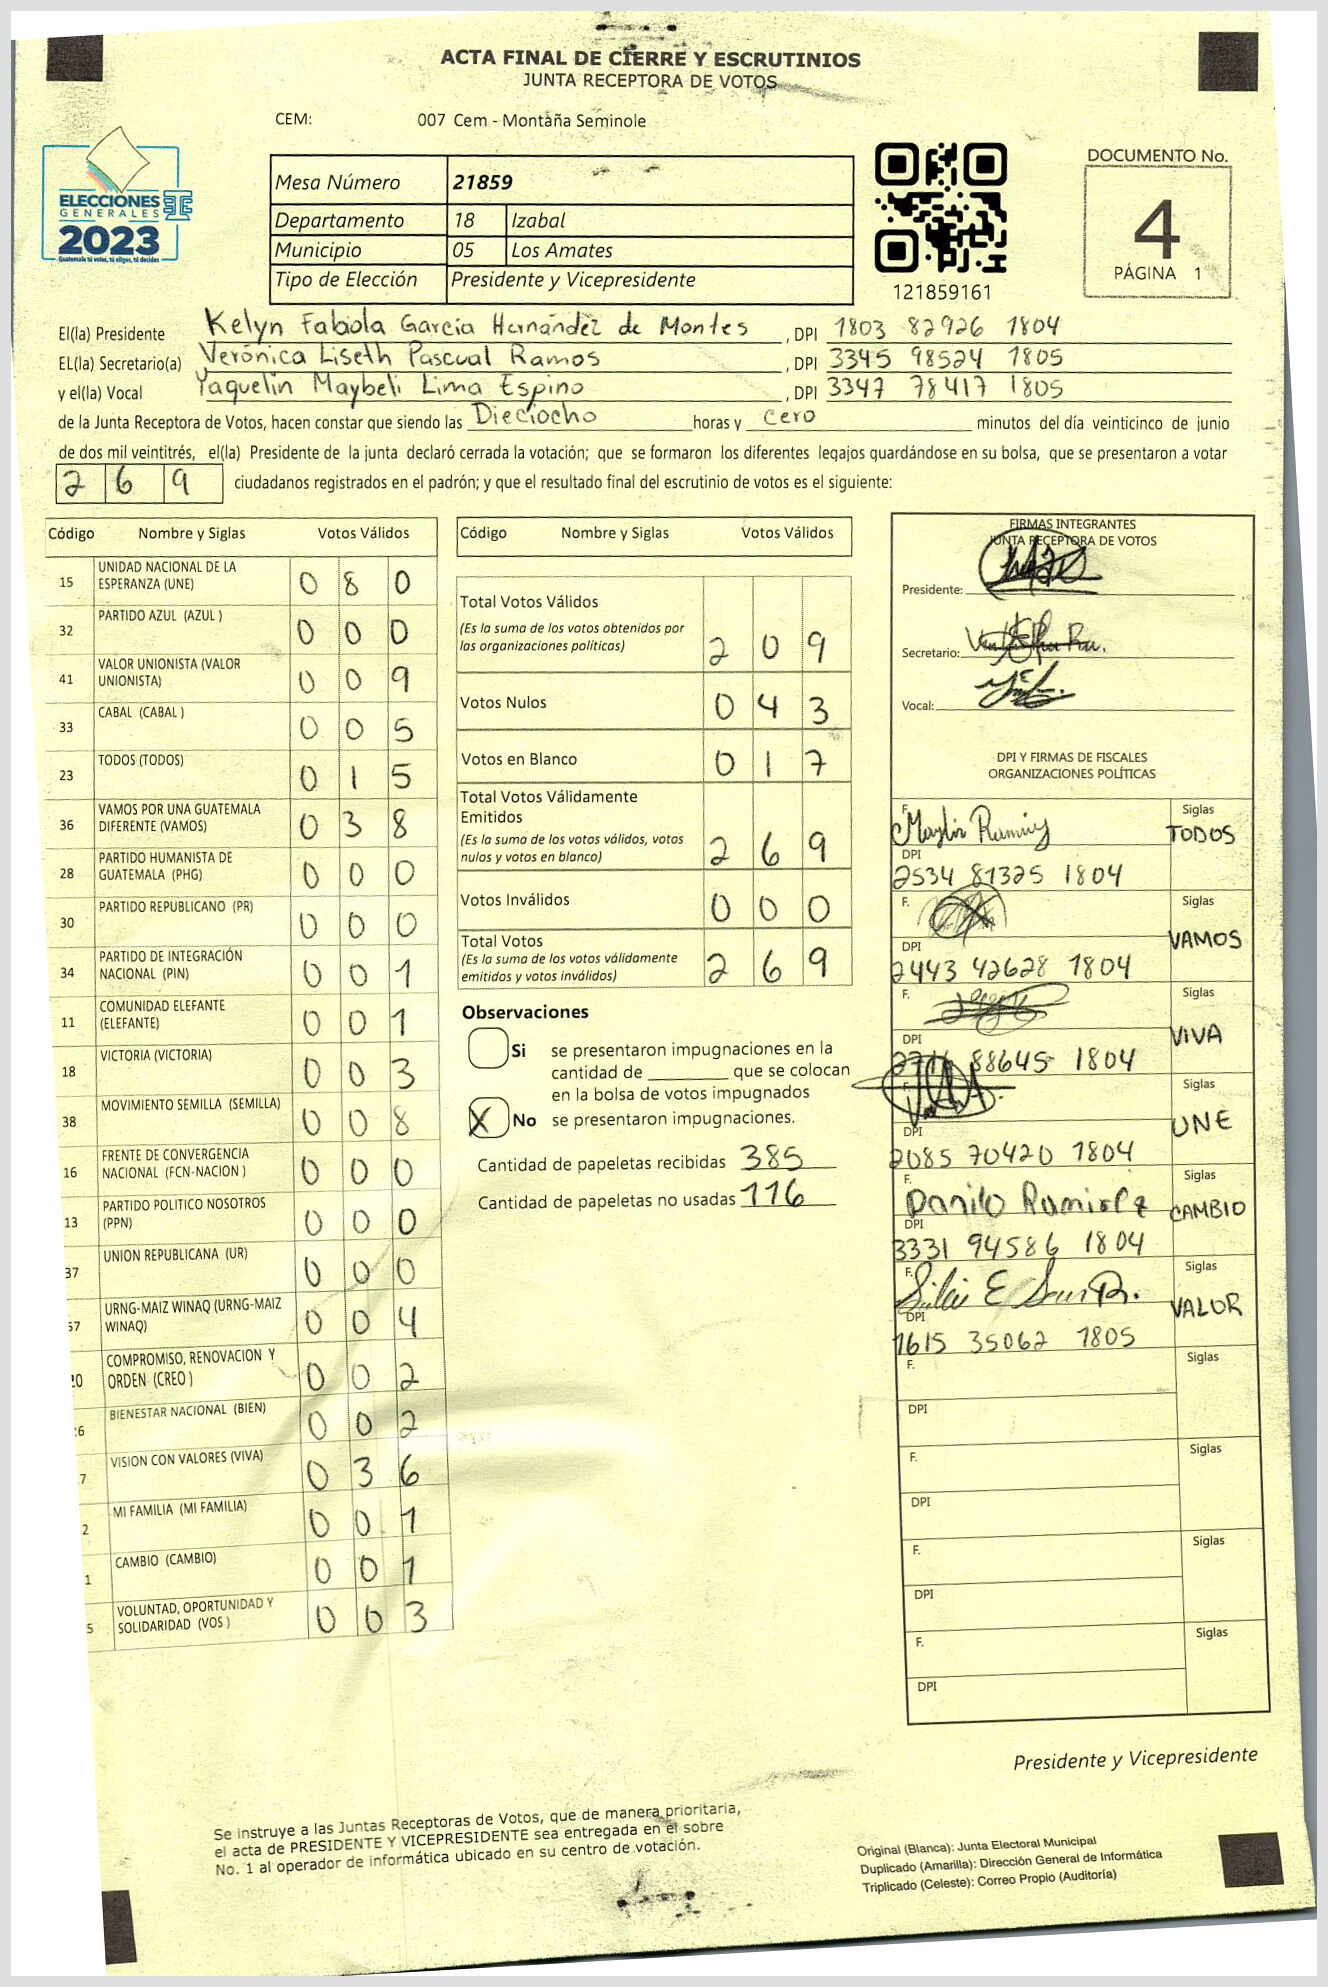 ACTA FINAL DE CIERRE Y ESCRUTINIOS
JUNTA RECEPTORA DE VOTOS
CEM: 007 Cem - Montaña Seminole
ELECCIONES
GENERALES
2023
Guatemala tú votas, tú eliges, tú decides
Mesa Número 21859
Departamento 18 Izabal
Municipio 05 Los Amates
Tipo de Elección Presidente y Vicepresidente
121859161
DOCUMENTO No.
4
PÁGINA 1
El(la) Presidente Kelyn Fabiola García Hernández de Montes, DPI 1803 82926 1804
EL(la) Secretario(a) Verónica Liseth Pascual Ramos, DPI 3345 98524 1805
y el(la) Vocal Yaquelin Maybeli Lima Espino, DPI 3347 78417 1805
de la Junta Receptora de Votos, hacen constar que siendo las Dieciocho horas y cero minutos del día veinticinco de junio
de dos mil veintitrés, el(la) Presidente de la junta declaró cerrada la votación; que se formaron los diferentes legajos guardándose en su bolsa, que se presentaron a votar
269 ciudadanos registrados en el padrón; y que el resultado final del escrutinio de votos es el siguiente:
Código Nombre y Siglas Votos Válidos
15 UNIDAD NACIONAL DE LA ESPERANZA (UNE) 0 8 0
32 PARTIDO AZUL (AZUL ) 0 0 0
41 VALOR UNIONISTA (VALOR UNIONISTA) 0 0 9
33 CABAL (CABAL ) 0 0 5
23 TODOS (TODOS) 0 1 5
36 VAMOS POR UNA GUATEMALA DIFERENTE (VAMOS) 0 3 8
28 PARTIDO HUMANISTA DE GUATEMALA (PHG) 0 0 0
30 PARTIDO REPUBLICANO (PR) 0 0 0
34 PARTIDO DE INTEGRACIÓN NACIONAL (PIN) 0 0 1
11 COMUNIDAD ELEFANTE (ELEFANTE) 0 0 1
18 VICTORIA (VICTORIA) 0 0 3
38 MOVIMIENTO SEMILLA (SEMILLA) 0 0 8
16 FRENTE DE CONVERGENCIA NACIONAL (FCN-NACION ) 0 0 0
13 PARTIDO POLITICO NOSOTROS (PPN) 0 0 0
37 UNION REPUBLICANA (UR) 0 0 0
57 URNG-MAIZ WINAQ (URNG-MAIZ WINAQ) 0 0 4
20 COMPROMISO, RENOVACION Y ORDEN (CREO ) 0 0 2
26 BIENESTAR NACIONAL (BIEN) 0 0 2
7 VISION CON VALORES (VIVA) 0 3 6
2 MI FAMILIA (MI FAMILIA) 0 0 1
1 CAMBIO (CAMBIO) 0 0 1
5 VOLUNTAD, OPORTUNIDAD Y SOLIDARIDAD (VOS ) 0 0 3
Código Nombre y Siglas Votos Válidos
Total Votos Válidos
(Es la suma de los votos obtenidos por
las organizaciones políticas) 2 0 9
Votos Nulos 0 4 3
Votos en Blanco 0 1 7
Total Votos Válidamente
Emitidos
(Es la suma de los votos válidos, votos
nulos y votos en blanco) 2 6 9
Votos Inválidos 0 0 0
Total Votos
(Es la suma de los votos válidamente
emitidos y votos inválidos) 2 6 9
Observaciones
Si se presentaron impugnaciones en la
cantidad de ________ que se colocan
en la bolsa de votos impugnados
X No se presentaron impugnaciones.
Cantidad de papeletas recibidas 385
Cantidad de papeletas no usadas 116
FIRMAS INTEGRANTES
JUNTA RECEPTORA DE VOTOS
Presidente:
Secretario:
Vocal:
DPI Y FIRMAS DE FISCALES
ORGANIZACIONES POLÍTICAS
F. Siglas
TODOS
DPI
2534 81325 1804
F. Siglas
VAMOS
DPI
2443 42628 1804
F. Siglas
VIVA
DPI
88645 1804
F. Siglas
UNE
DPI
2085 70420 1804
F. Danilo Ramirez Siglas
CAMBIO
DPI
3331 94586 1804
F. Siglas
VALOR
DPI
1615 35062 1805
F. Siglas
DPI
F. Siglas
DPI
F. Siglas
DPI
F. Siglas
DPI
Presidente y Vicepresidente
Se instruye a las Juntas Receptoras de Votos, que de manera prioritaria,
el acta de PRESIDENTE Y VICEPRESIDENTE sea entregada en el sobre
No. 1 al operador de informática ubicado en su centro de votación.
Original (Blanca): Junta Electoral Municipal
Duplicado (Amarilla): Dirección General de Informática
Triplicado (Celeste): Correo Propio (Auditoría)